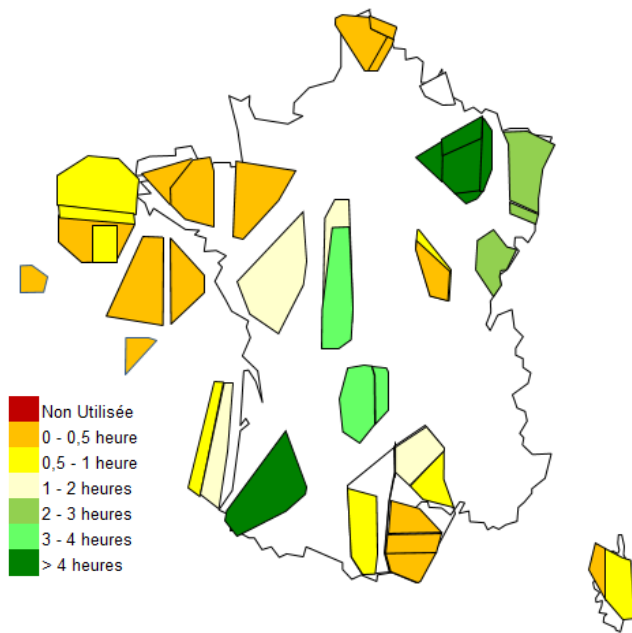 Non Utilisée
0 - 0,5 heure
0,5 - 1 heure
1 - 2 heures
2 - 3 heures
3 - 4 heures
> 4 heures